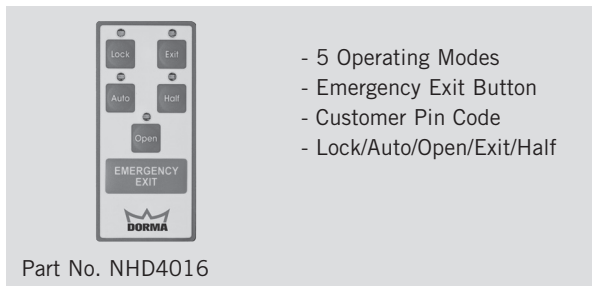 Lock Exit
Auto Half
Open
EMERGENCY
EXIT
DORMA
- 5 Operating Modes
- Emergency Exit Button
- Customer Pin Code
- Lock/Auto/Open/Exit/Half
Part No. NHD4016